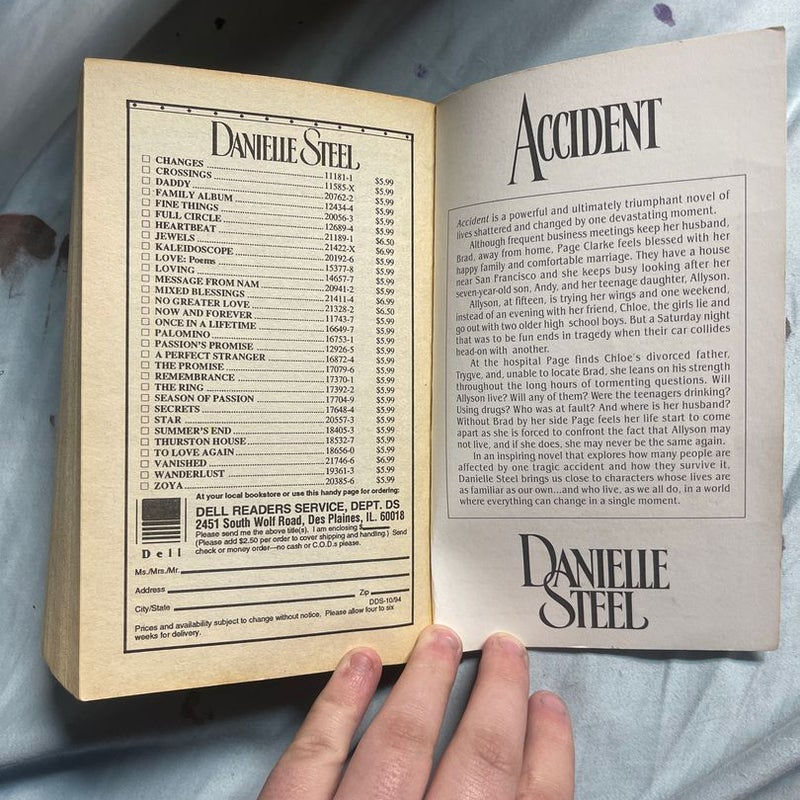 DANIELLE STEEL
CHANGES 11181-1 $5.99
CROSSINGS 11585-X $5.99
DADDY 20762-2 $5.99
FAMILY ALBUM 12434-4 $5.99
FINE THINGS 20056-3 $5.99
FULL CIRCLE 12689-4 $5.99
HEARTBEAT 21189-1 $6.50
JEWELS 21422-X $6.99
KALEIDOSCOPE 20192-6 $5.99
LOVE: Poems 15377-8 $5.99
LOVING 14657-7 $5.99
MESSAGE FROM NAM 20941-2 $5.99
MIXED BLESSINGS 21411-4 $6.99
NO GREATER LOVE 21328-2 $6.50
NOW AND FOREVER 11743-7 $5.99
ONCE IN A LIFETIME 16649-7 $5.99
PALOMINO 16753-1 $5.99
PASSION'S PROMISE 12926-5 $5.99
A PERFECT STRANGER 16872-4 $5.99
THE PROMISE 17079-6 $5.99
REMEMBRANCE 17370-1 $5.99
THE RING 17392-2 $5.99
SEASON OF PASSION 17704-9 $5.99
SECRETS 17648-4 $5.99
STAR 20557-3 $5.99
SUMMER'S END 18405-3 $5.99
THURSTON HOUSE 18532-7 $5.99
TO LOVE AGAIN 18656-0 $5.99
VANISHED 21746-6 $6.99
WANDERLUST 19361-3 $5.99
ZOYA 20385-6 $5.99
At your local bookstore or use this handy page for ordering:
DELL READERS SERVICE, DEPT. DS
2451 South Wolf Road, Des Plaines, IL. 60018
Please send me the above title(s). I am enclosing $
(Please add $2.50 per order to cover shipping and handling.) Send
check or money order—no cash or C.O.D.s please.
Dell
Ms./Mrs./Mr.
Address
City/State Zip
DDS-10/94
Prices and availability subject to change without notice. Please allow four to six
weeks for delivery.
ACCIDENT
Accident is a powerful and ultimately triumphant novel of
lives shattered and changed by one devastating moment.
Although frequent business meetings keep her husband,
Brad, away from home, Page Clarke feels blessed with her
happy family and comfortable marriage. They have a house
near San Francisco and she keeps busy looking after her
seven-year-old son, Andy, and her teenage daughter, Allyson.
Allyson, at fifteen, is trying her wings and one weekend,
instead of an evening with her friend, Chloe, the girls lie and
go out with two older high school boys. But a Saturday night
that was to be fun ends in tragedy when their car collides
head-on with another.
At the hospital Page finds Chloe's divorced father,
Trygve, and, unable to locate Brad, she leans on his strength
throughout the long hours of tormenting questions. Will
Allyson live? Will any of them? Were the teenagers drinking?
Using drugs? Who was at fault? And where is her husband?
Without Brad by her side Page feels her life start to come
apart as she is forced to confront the fact that Allyson may
not live, and if she does, she may never be the same again.
In an inspiring novel that explores how many people are
affected by one tragic accident and how they survive it,
Danielle Steel brings us close to characters whose lives are
as familiar as our own...and who live, as we all do, in a world
where everything can change in a single moment.
DANIELLE
STEEL